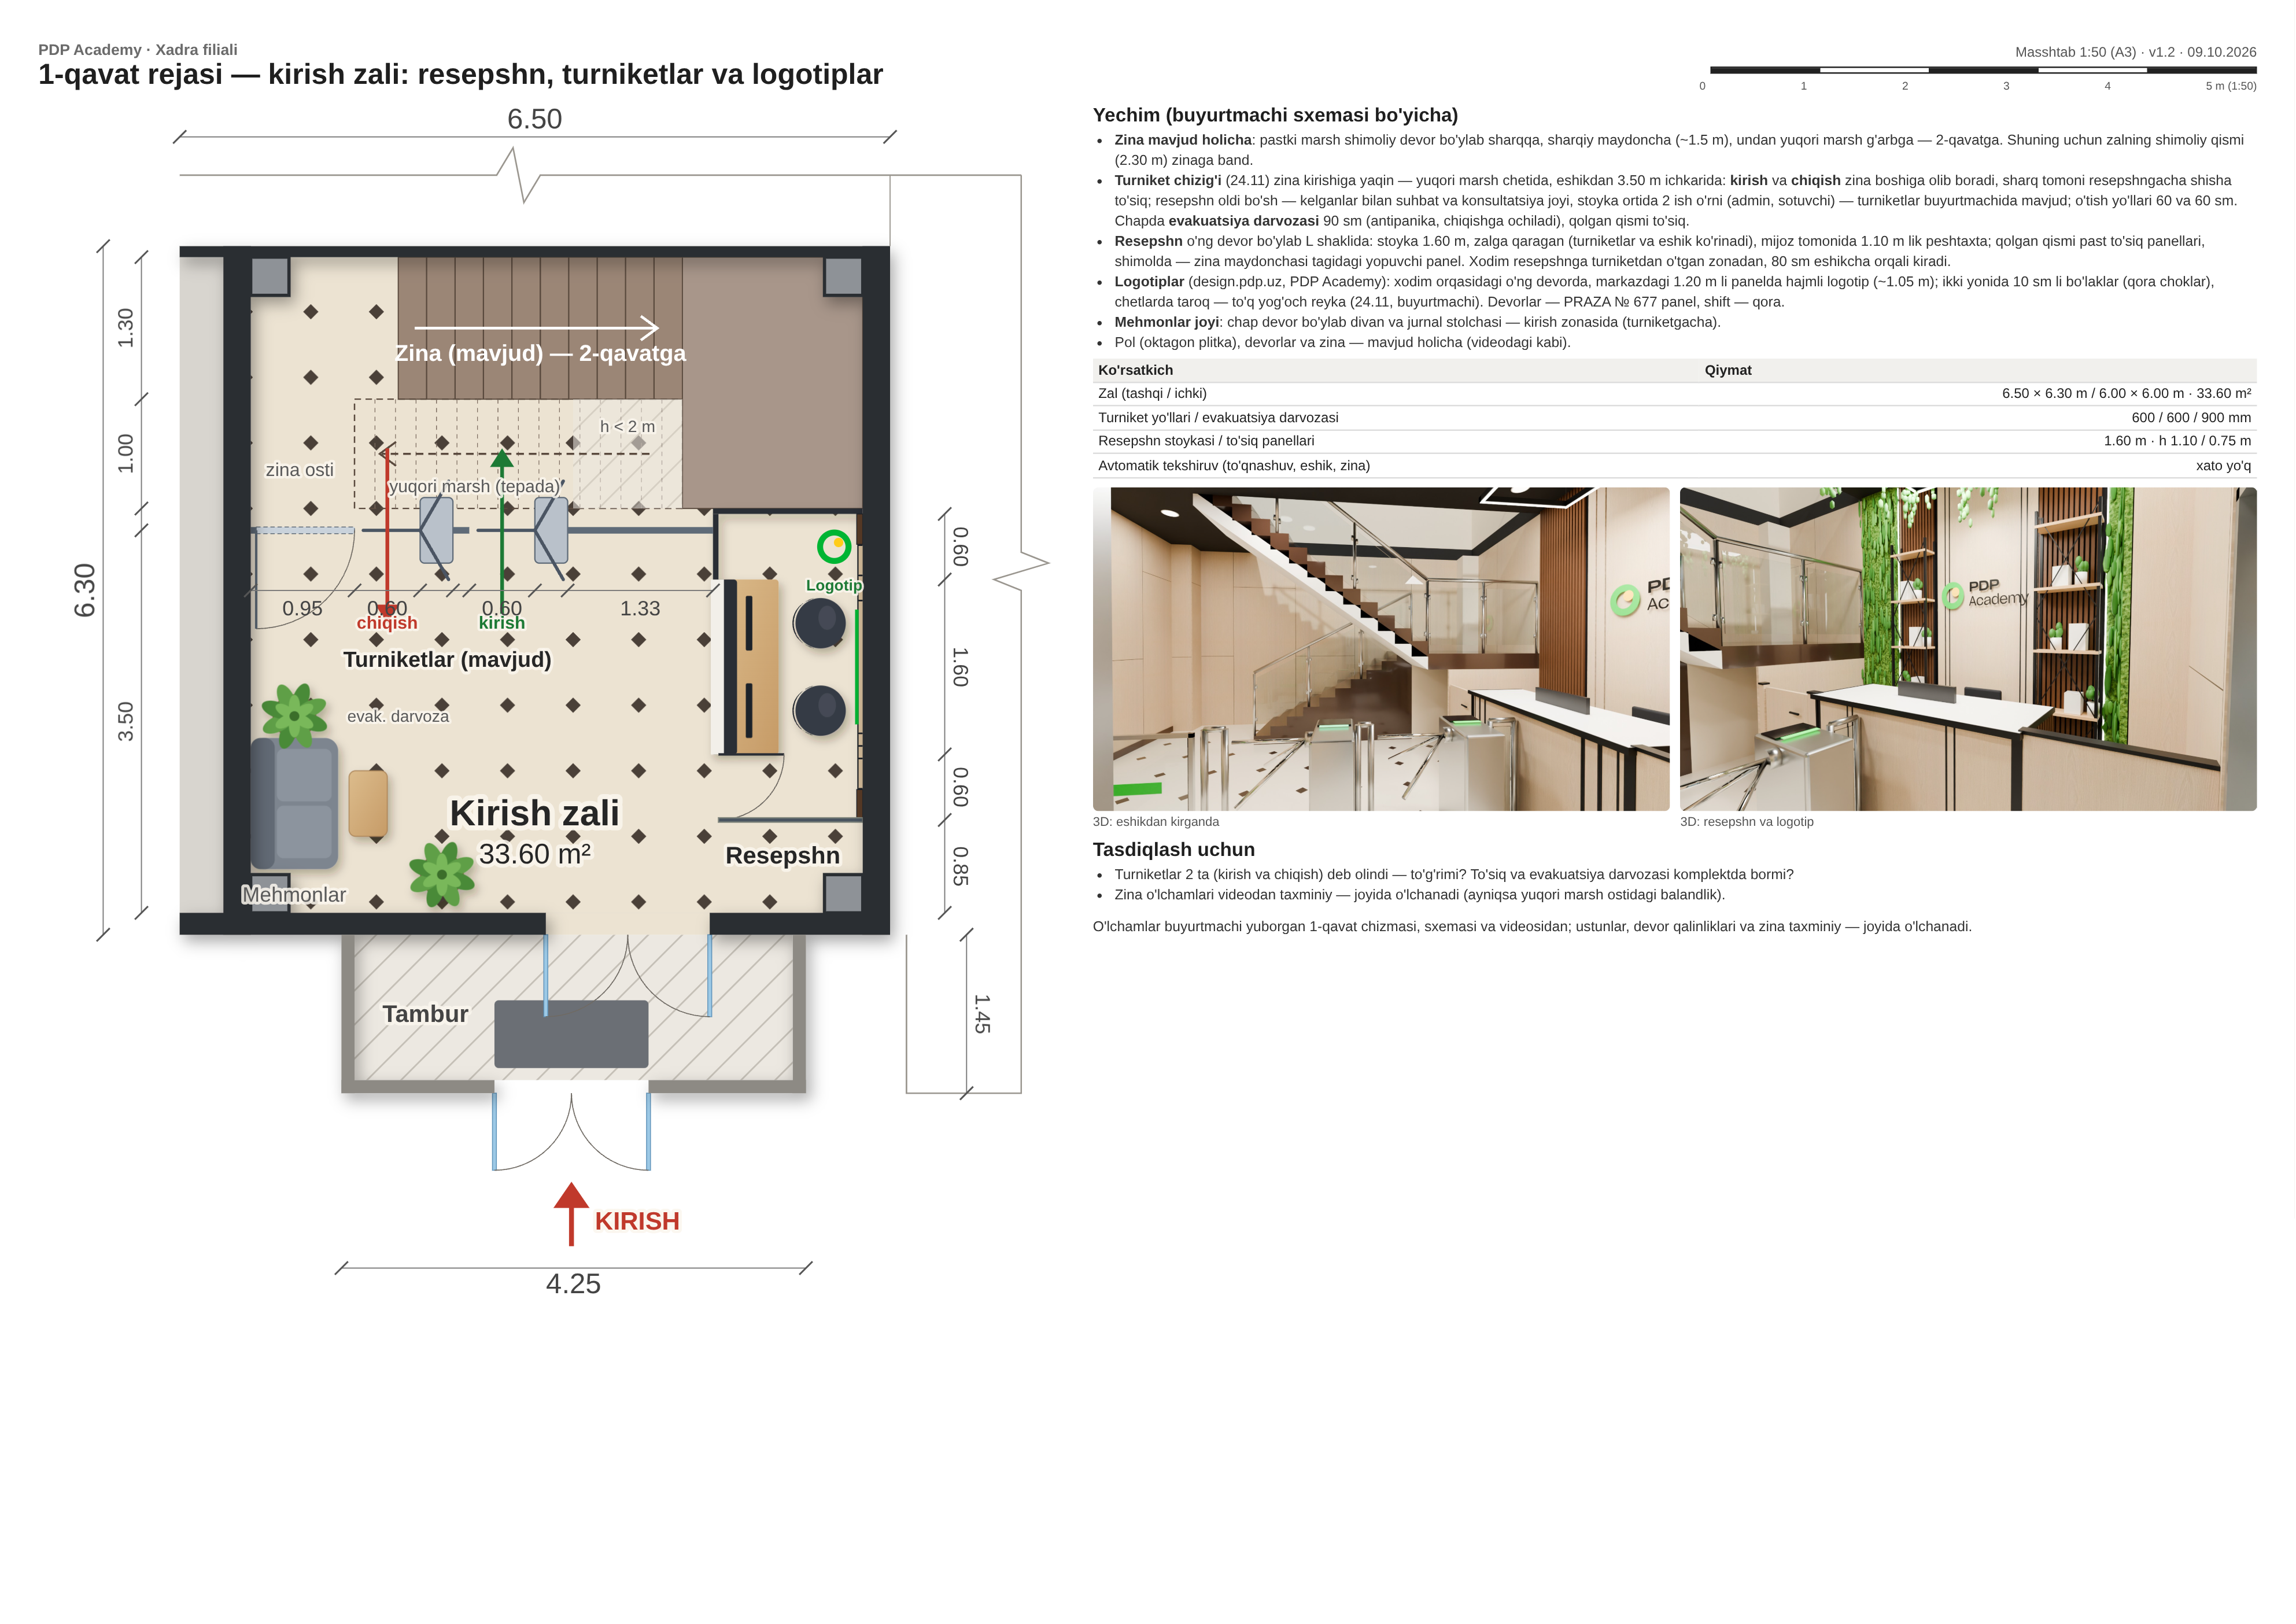 PDP Academy · Xadra filiali
1-qavat rejasi — kirish zali: resepshn, turniketlar va logotiplar
Masshtab 1:50 (A3) · v1.2 · 09.10.2026
0 1 2 3 4 5 m (1:50)
6.50
1.30
1.00
3.50
6.30
Zina (mavjud) — 2-qavatga
h < 2 m
zina osti
yuqori marsh (tepada)
0.95
0.60
0.60
1.33
chiqish
kirish
Turniketlar (mavjud)
evak. darvoza
Logotip
0.60
1.60
0.60
0.85
1.45
Kirish zali
33.60 m²
Resepshn
Mehmonlar
Tambur
KIRISH
4.25
Yechim (buyurtmachi sxemasi bo'yicha)
• Zina mavjud holicha: pastki marsh shimoliy devor bo'ylab sharqqa, sharqiy maydoncha (~1.5 m), undan yuqori marsh g'arbga — 2-qavatga. Shuning uchun zalning shimoliy qismi
(2.30 m) zinaga band.
• Turniket chizig'i (24.11) zina kirishiga yaqin — yuqori marsh chetida, eshikdan 3.50 m ichkarida: kirish va chiqish zina boshiga olib boradi, sharq tomoni resepshngacha shisha
to'siq; resepshn oldi bo'sh — kelganlar bilan suhbat va konsultatsiya joyi, stoyka ortida 2 ish o'rni (admin, sotuvchi) — turniketlar buyurtmachida mavjud; o'tish yo'llari 60 va 60 sm.
Chapda evakuatsiya darvozasi 90 sm (antipanika, chiqishga ochiladi), qolgan qismi to'siq.
• Resepshn o'ng devor bo'ylab L shaklida: stoyka 1.60 m, zalga qaragan (turniketlar va eshik ko'rinadi), mijoz tomonida 1.10 m lik peshtaxta; qolgan qismi past to'siq panellari,
shimolda — zina maydonchasi tagidagi yopuvchi panel. Xodim resepshnga turniketdan o'tgan zonadan, 80 sm eshikcha orqali kiradi.
• Logotiplar (design.pdp.uz, PDP Academy): xodim orqasidagi o'ng devorda, markazdagi 1.20 m li panelda hajmli logotip (~1.05 m); ikki yonida 10 sm li bo'laklar (qora choklar),
chetlarda taroq — to'q yog'och reyka (24.11, buyurtmachi). Devorlar — PRAZA № 677 panel, shift — qora.
• Mehmonlar joyi: chap devor bo'ylab divan va jurnal stolchasi — kirish zonasida (turniketgacha).
• Pol (oktagon plitka), devorlar va zina — mavjud holicha (videodagi kabi).
Ko'rsatkich Qiymat
Zal (tashqi / ichki) 6.50 × 6.30 m / 6.00 × 6.00 m · 33.60 m²
Turniket yo'llari / evakuatsiya darvozasi 600 / 600 / 900 mm
Resepshn stoykasi / to'siq panellari 1.60 m · h 1.10 / 0.75 m
Avtomatik tekshiruv (to'qnashuv, eshik, zina) xato yo'q
PDP
Academy
3D: eshikdan kirganda
3D: resepshn va logotip
Tasdiqlash uchun
• Turniketlar 2 ta (kirish va chiqish) deb olindi — to'g'rimi? To'siq va evakuatsiya darvozasi komplektda bormi?
• Zina o'lchamlari videodan taxminiy — joyida o'lchanadi (ayniqsa yuqori marsh ostidagi balandlik).
O'lchamlar buyurtmachi yuborgan 1-qavat chizmasi, sxemasi va videosidan; ustunlar, devor qalinliklari va zina taxminiy — joyida o'lchanadi.